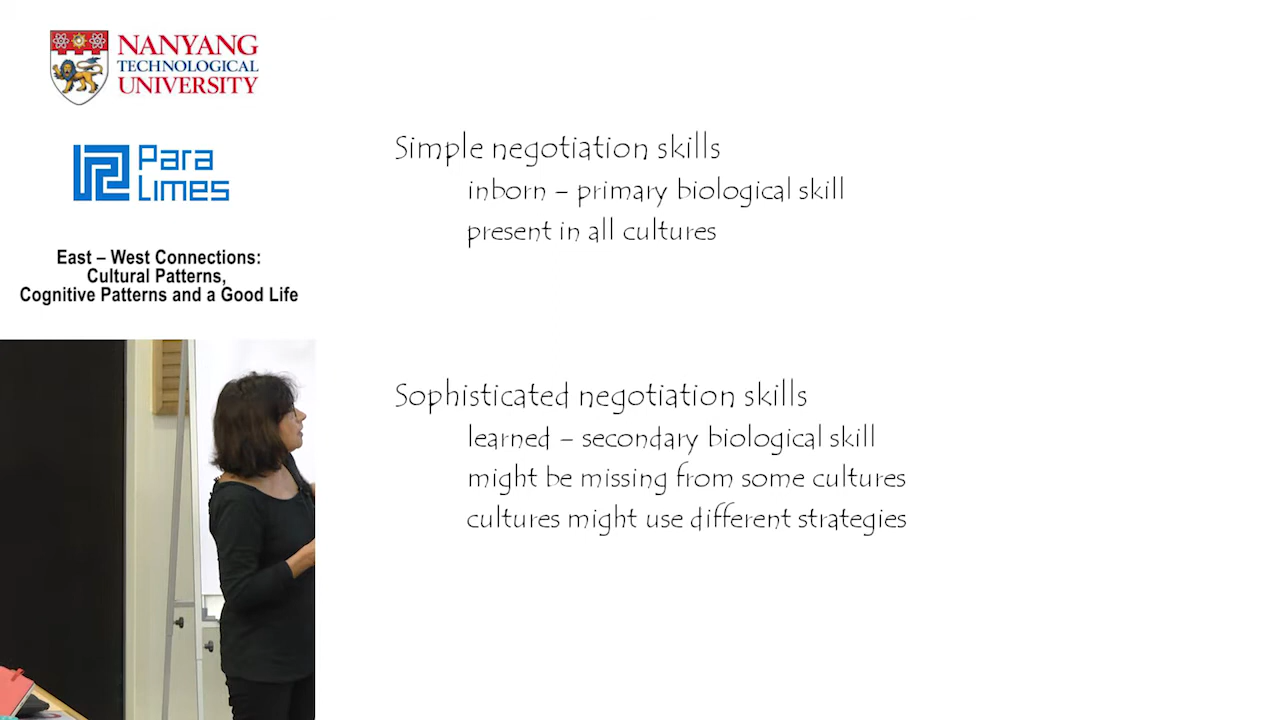 NANYANG
TECHNOLOGICAL
UNIVERSITY
Para
Limes
East – West Connections:
Cultural Patterns,
Cognitive Patterns and a Good Life
Simple negotiation skills
inborn – primary biological skill
present in all cultures
Sophisticated negotiation skills
learned – secondary biological skill
might be missing from some cultures
cultures might use different strategies